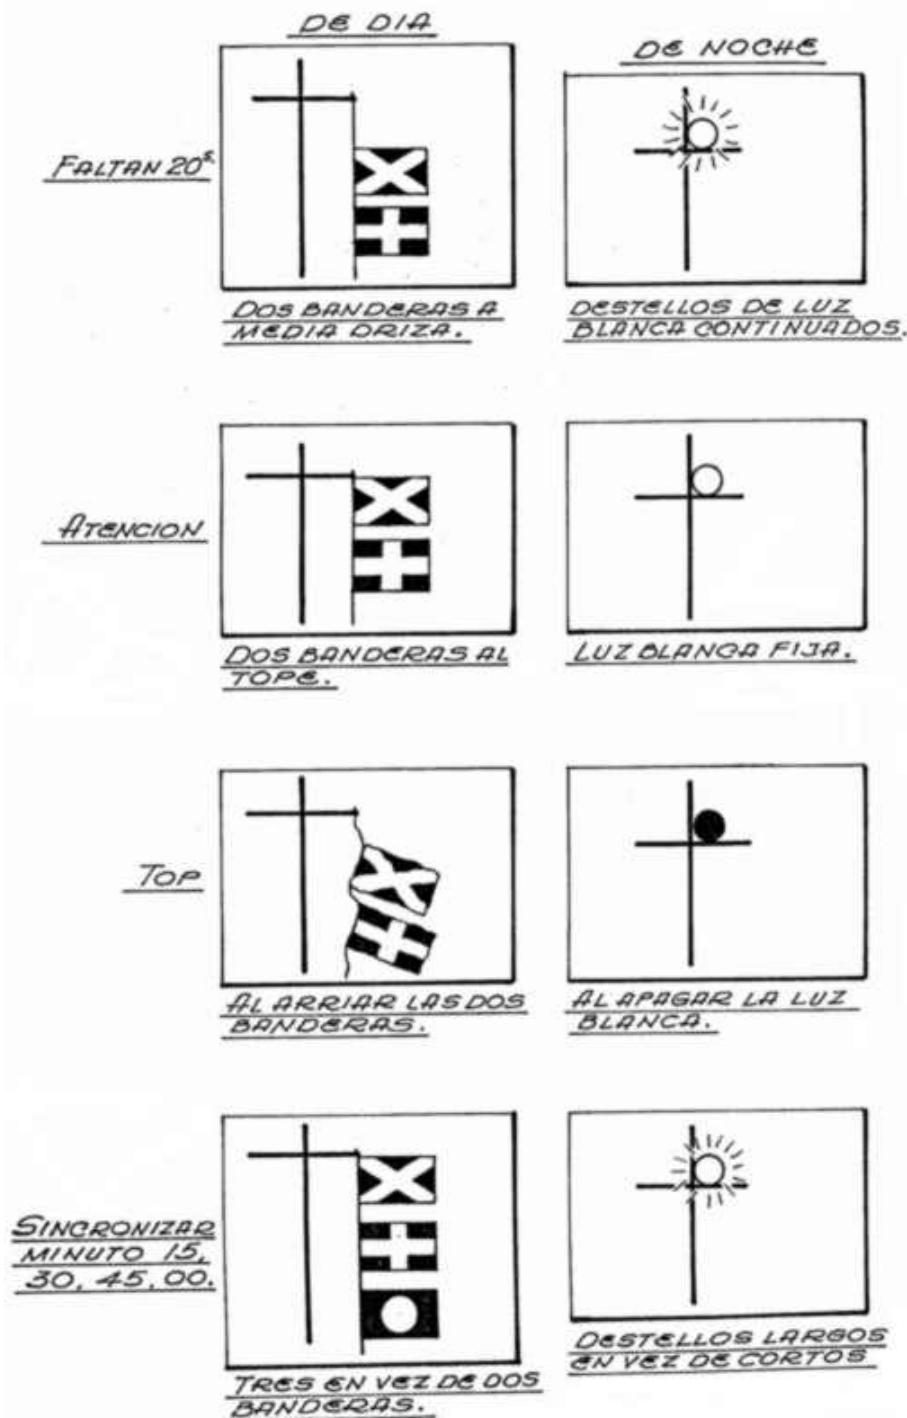 DE DIA
DE NOCHE
FALTAN 20s.
DOS BANDERAS A
MEDIA DRIZA.
DESTELLOS DE LUZ
BLANCA CONTINUADOS.
ATENCION
DOS BANDERAS AL
TOPE.
LUZ BLANCA FIJA.
TOP
AL ARRIAR LAS DOS
BANDERAS.
AL APAGAR LA LUZ
BLANCA.
SINCRONIZAR
MINUTO 15,
30, 45, 00.
TRES EN VEZ DE DOS
BANDERAS.
DESTELLOS LARGOS
EN VEZ DE CORTOS